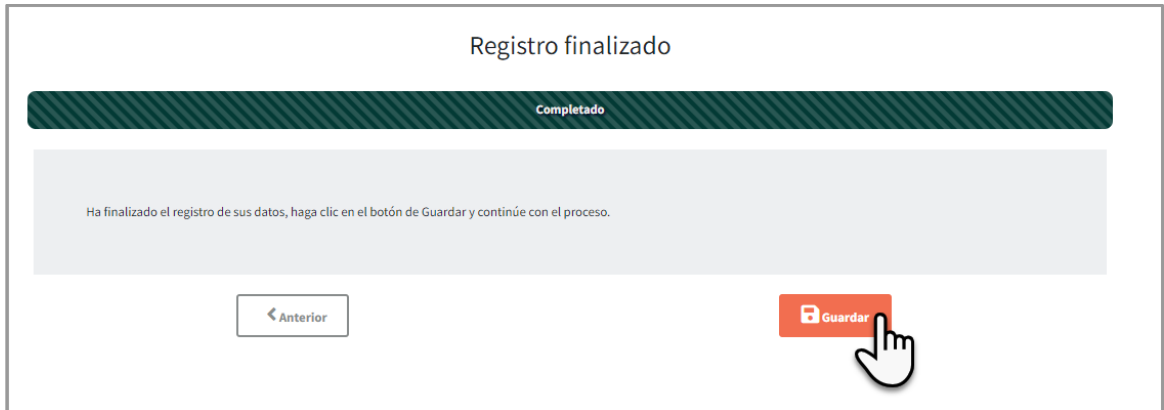 Registro finalizado
Completado
Ha finalizado el registro de sus datos, haga clic en el botón de Guardar y continúe con el proceso.
Anterior
Guardar